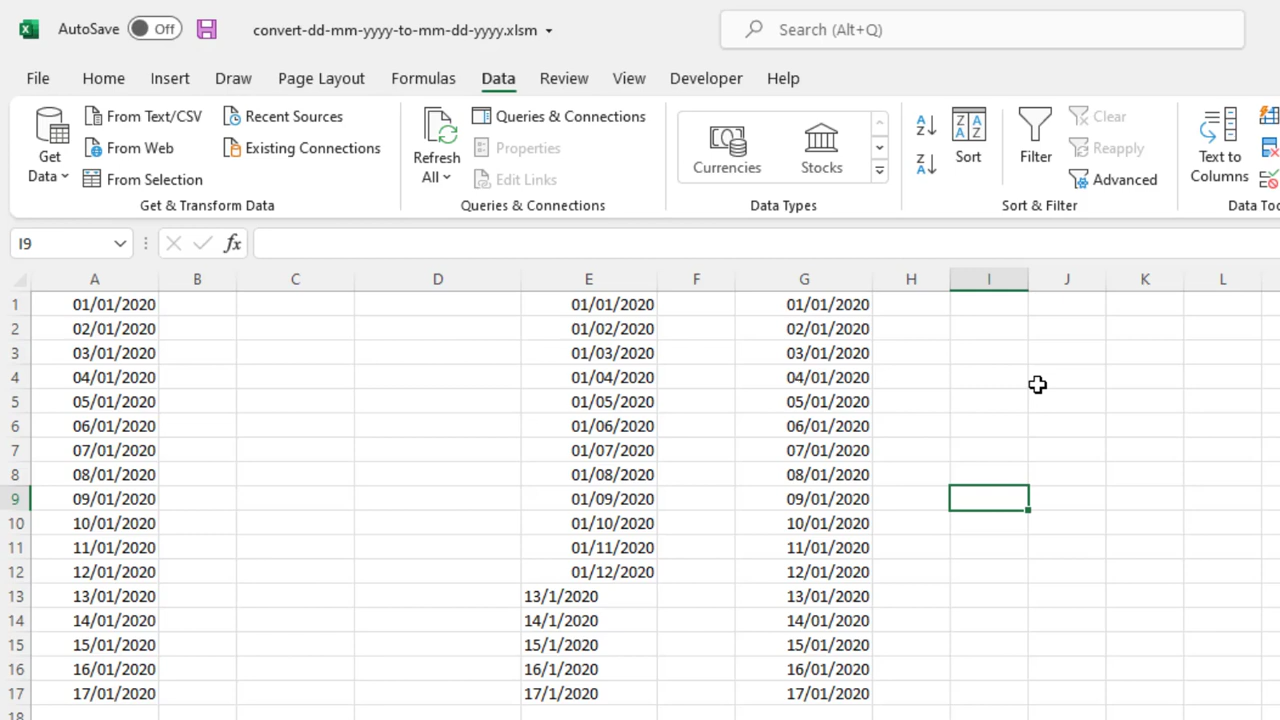 AutoSave Off convert-dd-mm-yyyy-to-mm-dd-yyyy.xlsm Search (Alt+Q)
File Home Insert Draw Page Layout Formulas Data Review View Developer Help
Get Data
From Text/CSV
From Web
From Selection
Recent Sources
Existing Connections
Get & Transform Data
Refresh All
Queries & Connections
Properties
Edit Links
Queries & Connections
Currencies Stocks
Data Types
A Z
Z A
Z A A Z
Sort
Filter
Clear
Reapply
Advanced
Sort & Filter
Text to Columns
Data Too
I9 fx
A B C D E F G H I J K L
1 01/01/2020 01/01/2020 01/01/2020
2 02/01/2020 01/02/2020 02/01/2020
3 03/01/2020 01/03/2020 03/01/2020
4 04/01/2020 01/04/2020 04/01/2020
5 05/01/2020 01/05/2020 05/01/2020
6 06/01/2020 01/06/2020 06/01/2020
7 07/01/2020 01/07/2020 07/01/2020
8 08/01/2020 01/08/2020 08/01/2020
9 09/01/2020 01/09/2020 09/01/2020
10 10/01/2020 01/10/2020 10/01/2020
11 11/01/2020 01/11/2020 11/01/2020
12 12/01/2020 01/12/2020 12/01/2020
13 13/01/2020 13/1/2020 13/01/2020
14 14/01/2020 14/1/2020 14/01/2020
15 15/01/2020 15/1/2020 15/01/2020
16 16/01/2020 16/1/2020 16/01/2020
17 17/01/2020 17/1/2020 17/01/2020
18